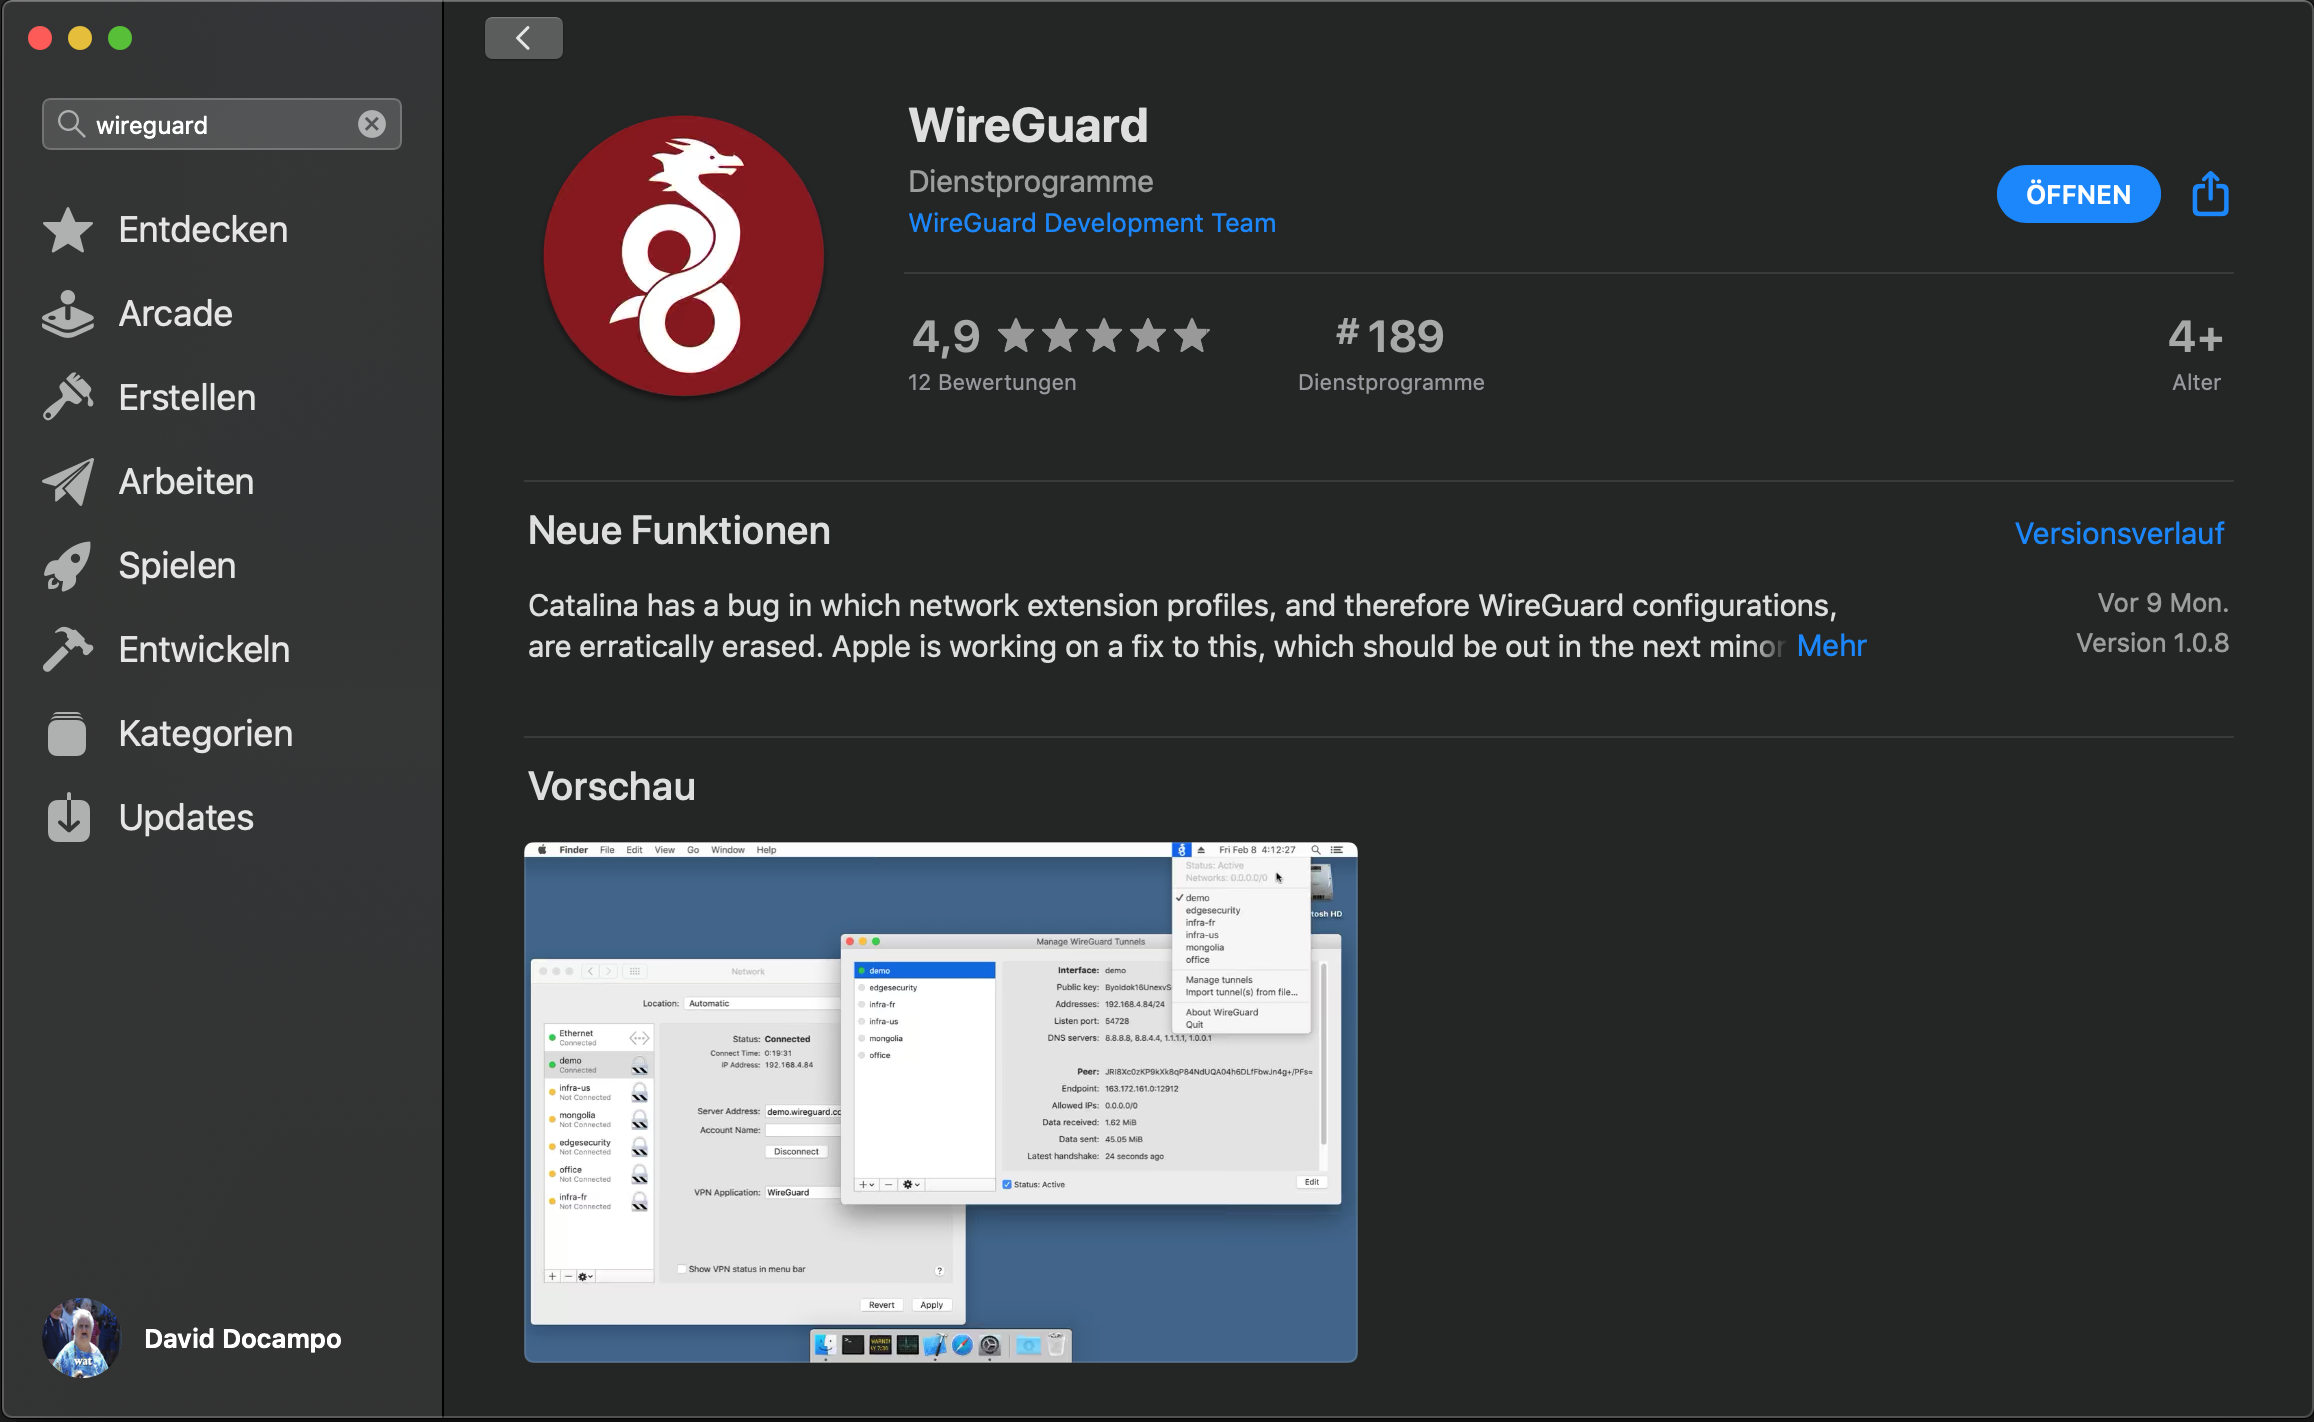 wireguard
Entdecken
Arcade
Erstellen
Arbeiten
Spielen
Entwickeln
Kategorien
Updates
David Docampo
WireGuard
Dienstprogramme
WireGuard Development Team
ÖFFNEN
4,9
12 Bewertungen
#189
Dienstprogramme
4+
Alter
Neue Funktionen
Versionsverlauf
Catalina has a bug in which network extension profiles, and therefore WireGuard configurations,
are erratically erased. Apple is working on a fix to this, which should be out in the next minor Mehr
Vor 9 Mon.
Version 1.0.8
Vorschau
Finder File Edit View Go Window Help
Fri Feb 8 4:12:27
Status: Active
Networks: 0.0.0.0/0
demo
edgesecurity
infra-fr
infra-us
mongolia
office
Manage tunnels
Import tunnel(s) from file...
About WireGuard
Quit
tosh HD
Network
Location: Automatic
Ethernet
Connected
demo
Connected
infra-us
Not Connected
mongolia
Not Connected
edgesecurity
Not Connected
office
Not Connected
infra-fr
Not Connected
Status: Connected
Connect Time: 0:19:31
IP Address: 192.168.4.84
Server Address: demo.wireguard.co
Account Name:
Disconnect
VPN Application: WireGuard
Show VPN status in menu bar
?
Revert Apply
Manage WireGuard Tunnels
demo
edgesecurity
infra-fr
infra-us
mongolia
office
Interface: demo
Public key:
Addresses: 192.168.4.84/24
Listen port: 54728
DNS servers: 8.8.8.8, 8.8.4.4, 1.1.1.1, 1.0.0.1
Peer:
Endpoint: 163.172.161.0:12912
Allowed IPs: 0.0.0.0/0
Data received: 1.62 MiB
Data sent: 45.05 MiB
Latest handshake: 24 seconds ago
Status: Active
Edit
wat